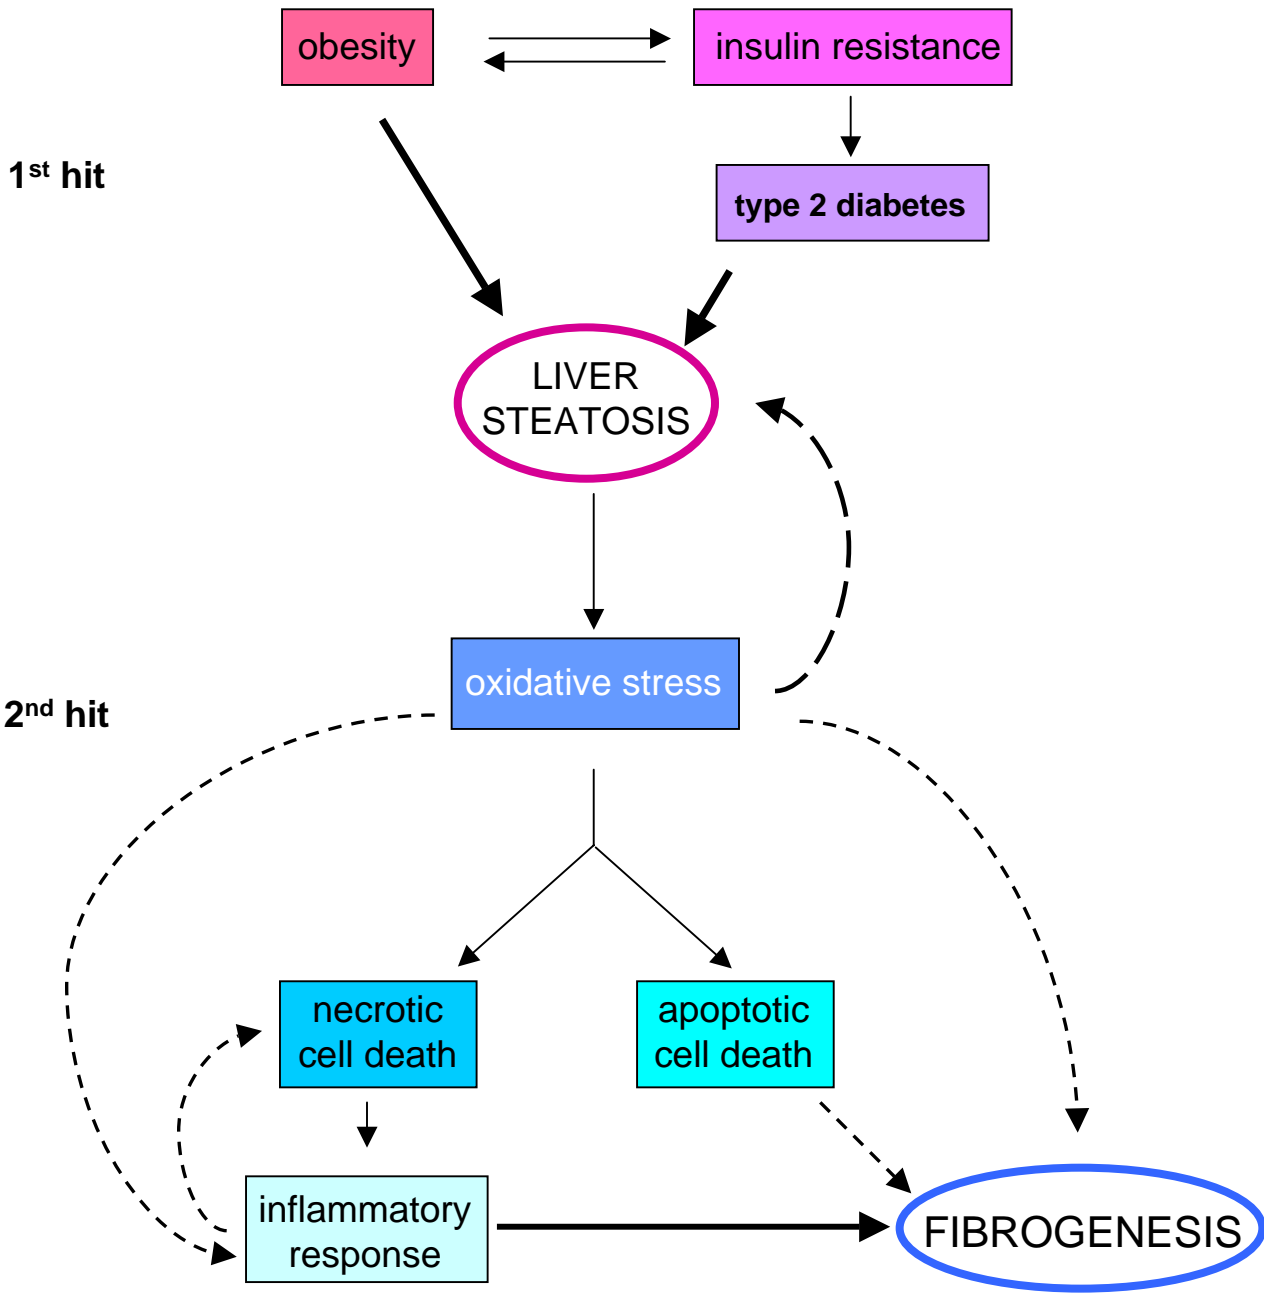 obesity
insulin resistance
1st hit
type 2 diabetes
LIVER
STEATOSIS
oxidative stress
2nd hit
necrotic
cell death
apoptotic
cell death
inflammatory
response
FIBROGENESIS